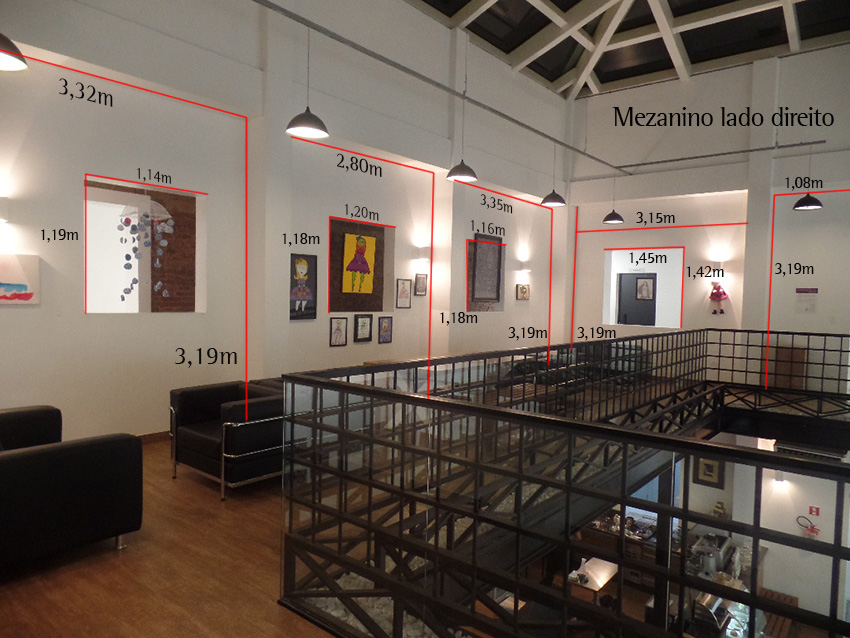 Mezanino lado direito
3,32m
1,14m
1,19m
3,19m
2,80m
1,20m
1,18m
3,35m
1,16m
1,18m
3,19m
3,15m
1,45m
1,42m
3,19m
1,08m
3,19m